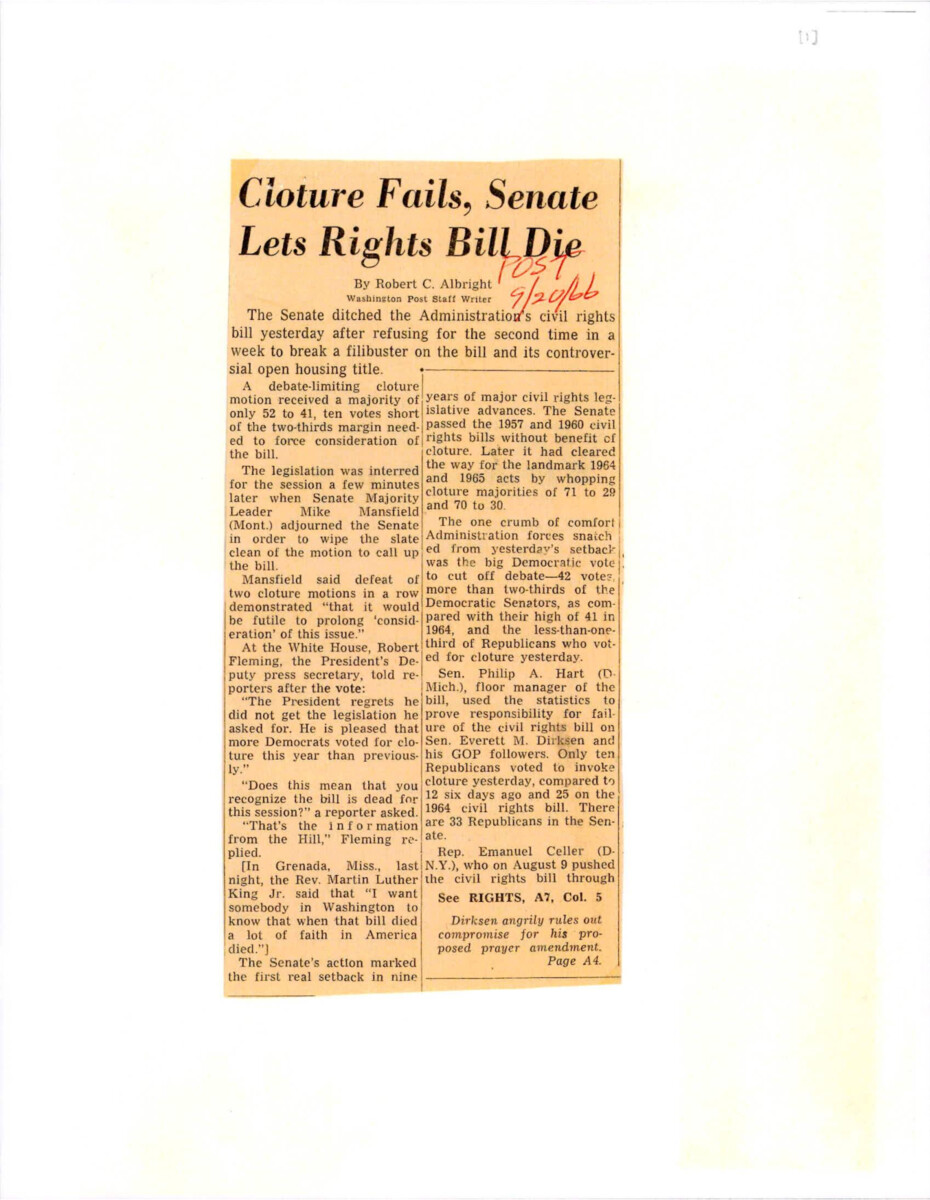 [1]
Cloture Fails, Senate
Lets Rights Bill Die
POST
9/20/66
By Robert C. Albright
Washington Post Staff Writer
The Senate ditched the Administration's civil rights
bill yesterday after refusing for the second time in a
week to break a filibuster on the bill and its controver-
sial open housing title.
A debate-limiting cloture
motion received a majority of
only 52 to 41, ten votes short
of the two-thirds margin need-
ed to force consideration of
the bill.
The legislation was interred
for the session a few minutes
later when Senate Majority
Leader Mike Mansfield
(Mont.) adjourned the Senate
in order to wipe the slate
clean of the motion to call up
the bill.
Mansfield said defeat of
two cloture motions in a row
demonstrated "that it would
be futile to prolong 'consid-
eration' of this issue."
At the White House, Robert
Fleming, the President's De-
puty press secretary, told re-
porters after the vote:
"The President regrets he
did not get the legislation he
asked for. He is pleased that
more Democrats voted for clo-
ture this year than previous-
ly."
"Does this mean that you
recognize the bill is dead for
this session?" a reporter asked.
"That's the information
from the Hill," Fleming re-
plied.
[In Grenada, Miss., last
night, the Rev. Martin Luther
King Jr. said that "I want
somebody in Washington to
know that when that bill died
a lot of faith in America
died."]
The Senate's action marked
the first real setback in nine
years of major civil rights leg-
islative advances. The Senate
passed the 1957 and 1960 civil
rights bills without benefit of
cloture. Later it had cleared
the way for the landmark 1964
and 1965 acts by whopping
cloture majorities of 71 to 29
and 70 to 30.
The one crumb of comfort
Administration forces snatch
ed from yesterday's setback
was the big Democratic vote
to cut off debate—42 votes,
more than two-thirds of the
Democratic Senators, as com-
pared with their high of 41 in
1964, and the less-than-one-
third of Republicans who vot-
ed for cloture yesterday.
Sen. Philip A. Hart (D-
Mich.), floor manager of the
bill, used the statistics to
prove responsibility for fail-
ure of the civil rights bill on
Sen. Everett M. Dirksen and
his GOP followers. Only ten
Republicans voted to invoke
cloture yesterday, compared to
12 six days ago and 25 on the
1964 civil rights bill. There
are 33 Republicans in the Sen-
ate.
Rep. Emanuel Celler (D-
N.Y.), who on August 9 pushed
the civil rights bill through
See RIGHTS, A7, Col. 5
Dirksen angrily rules out
compromise for his pro-
posed prayer amendment.
Page A4.